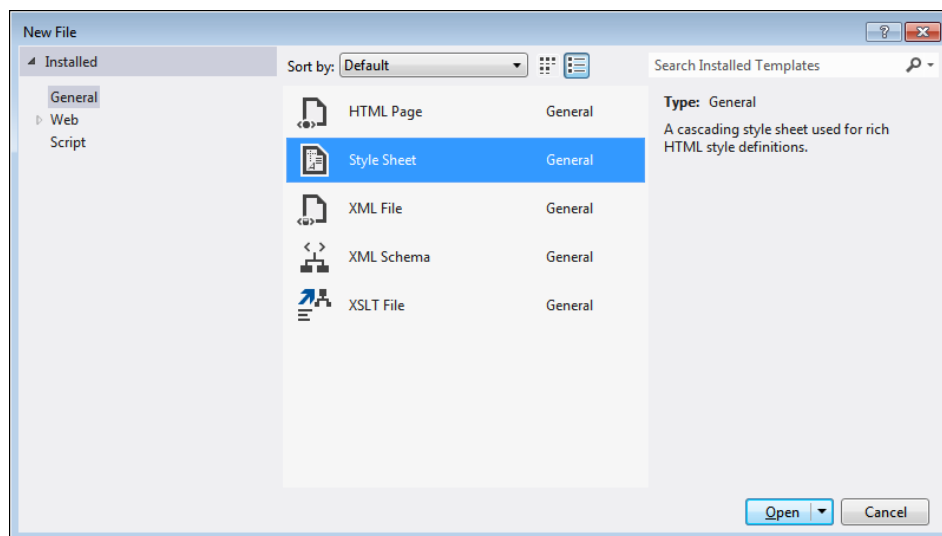 New File
Installed
General
Web
Script
Sort by: Default
HTML Page General
Style Sheet General
XML File General
XML Schema General
XSLT File General
Search Installed Templates
Type: General
A cascading style sheet used for rich
HTML style definitions.
Open Cancel